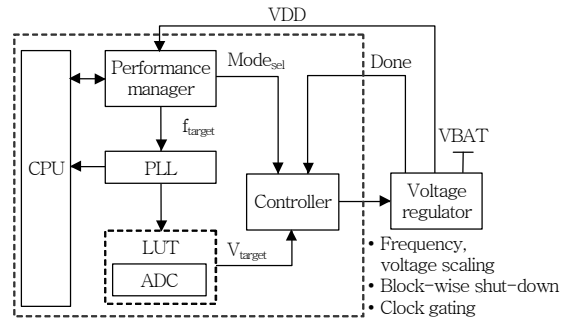 VDD
Performance
manager
Mode_sel
Done
f_target
VBAT
CPU
PLL
Controller
Voltage
regulator
LUT
V_target
ADC
• Frequency,
voltage scaling
• Block-wise shut-down
• Clock gating